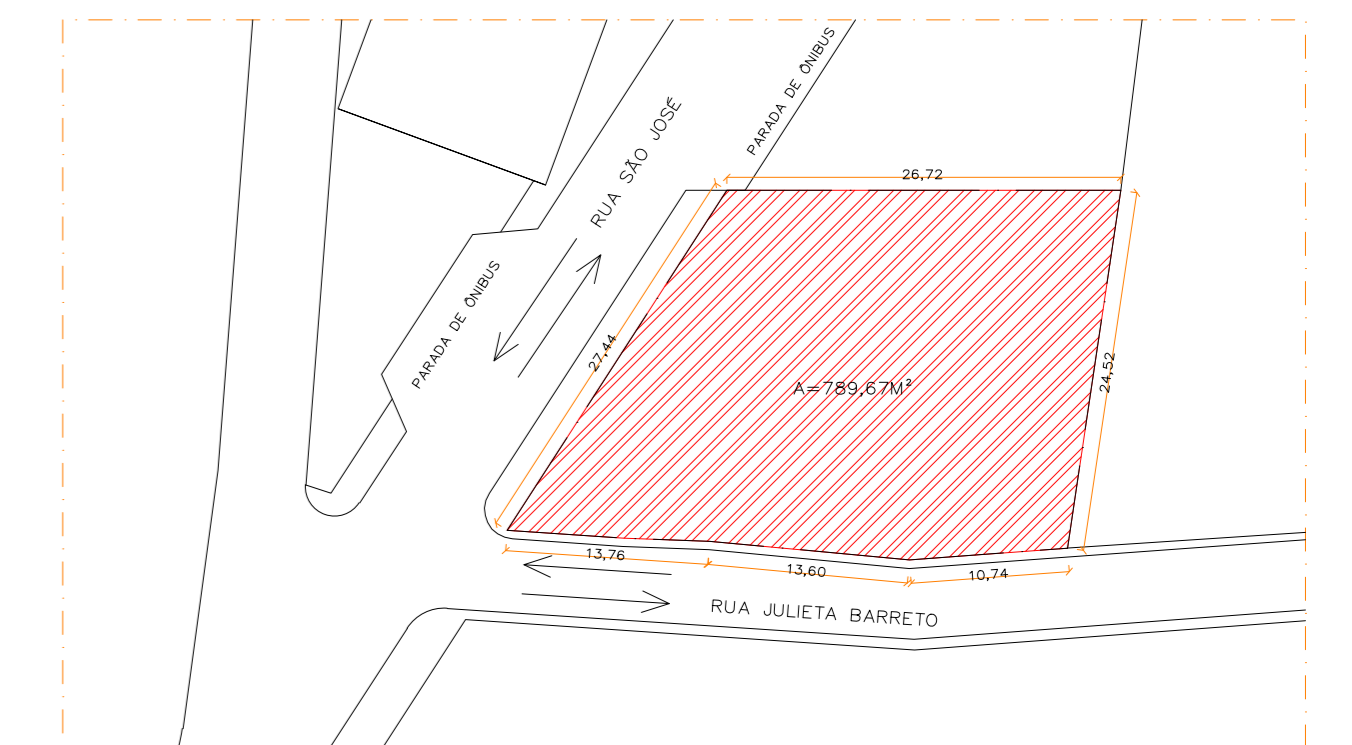 PARADA DE ÔNIBUS
RUA SÃO JOSÉ
26,72
PARADA DE ÔNIBUS
27,44
24,52
A=789,67M²
13,76
13,60
10,74
RUA JULIETA BARRETO